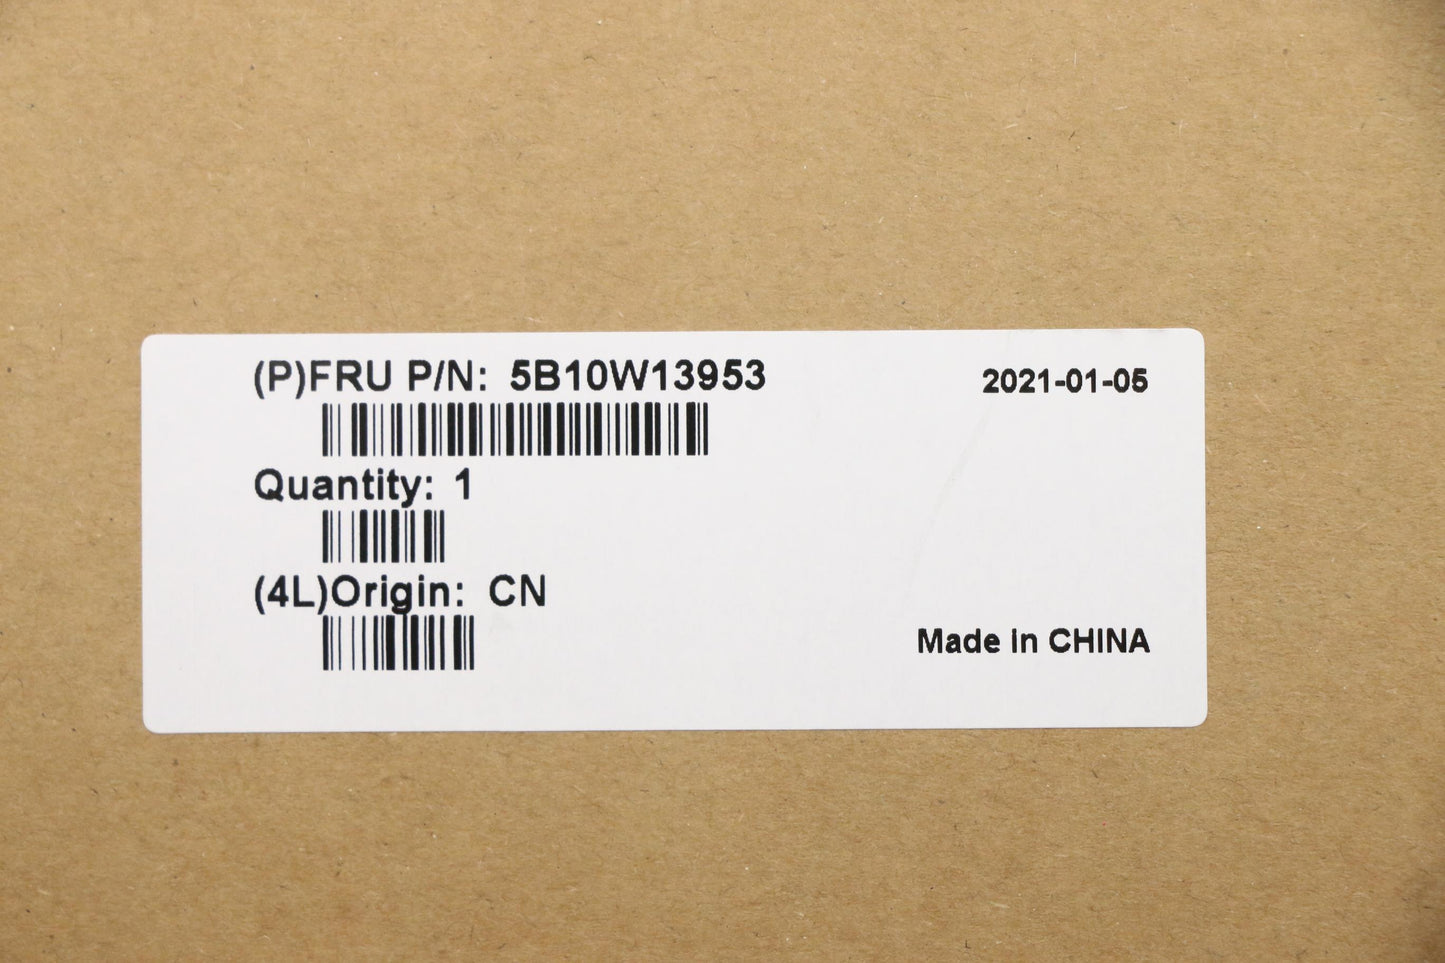 (P)FRU P/N: 5B10W13953
2021-01-05
Quantity: 1
(4L)Origin: CN
Made in CHINA